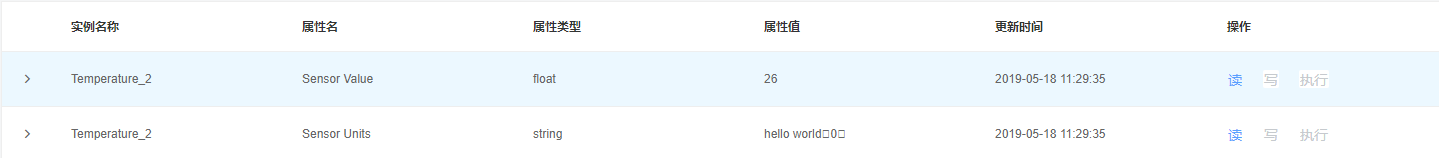 实例名称 属性名 属性类型 属性值 更新时间 操作
Temperature_2 Sensor Value float 26 2019-05-18 11:29:35 读 写 执行
Temperature_2 Sensor Units string hello world□0□ 2019-05-18 11:29:35 读 写 执行